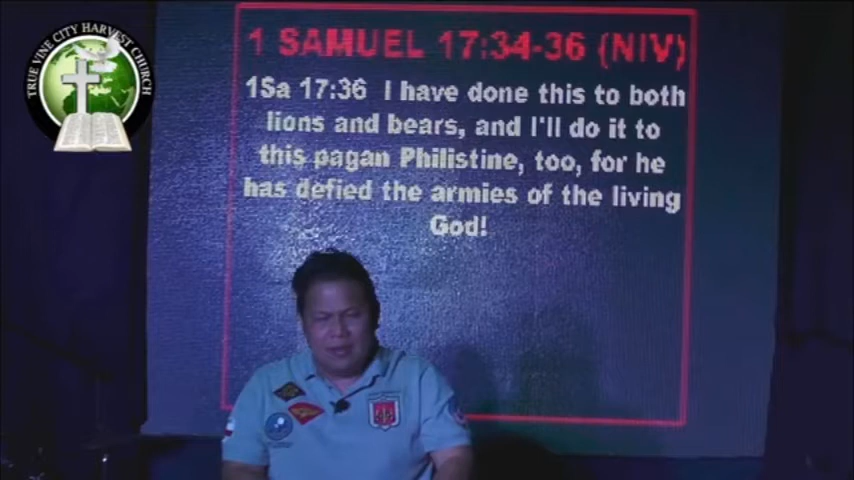 TRUE VINE CITY HARVEST CHURCH
1 SAMUEL 17:34-36 (NIV)
1Sa 17:36 I have done this to both
lions and bears, and I'll do it to
this pagan Philistine, too, for he
has defied the armies of the living
God!